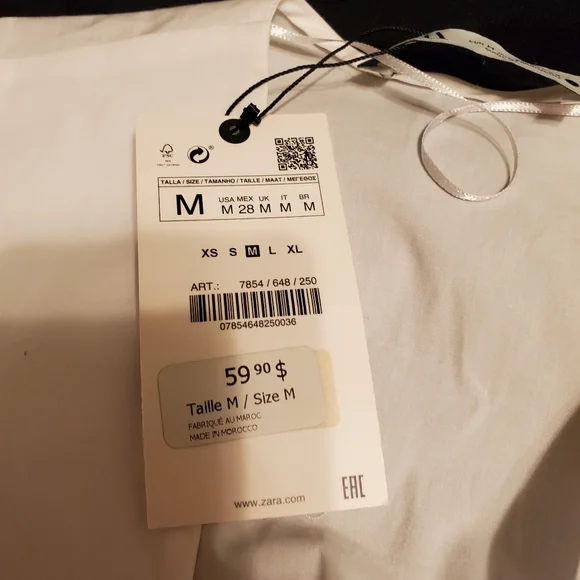 FSC
TALLA / SIZE / TAMANHO / TAILLE / MAAT / ΜΕΓΕΘΟΣ
M
USA MEX UK IT BR
M 28 M M M
XS S M L XL
ART.: 7854 / 648 / 250
07854648250036
59 90 $
Taille M / Size M
FABRIQUÉ AU MAROC
MADE IN MOROCCO
www.zara.com
EAC